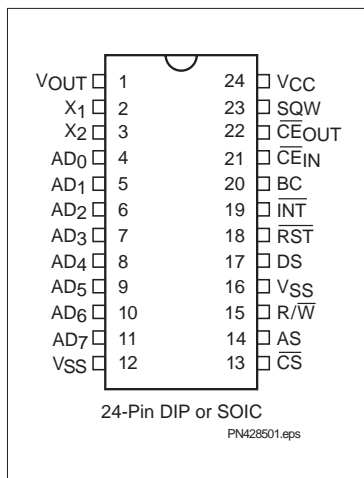 VOUT 1 24 VCC
X1 2 23 SQW
X2 3 22 CEOUT
AD0 4 21 CEIN
AD1 5 20 BC
AD2 6 19 INT
AD3 7 18 RST
AD4 8 17 DS
AD5 9 16 VSS
AD6 10 15 R/W
AD7 11 14 AS
VSS 12 13 CS
24-Pin DIP or SOIC
PN428501.eps